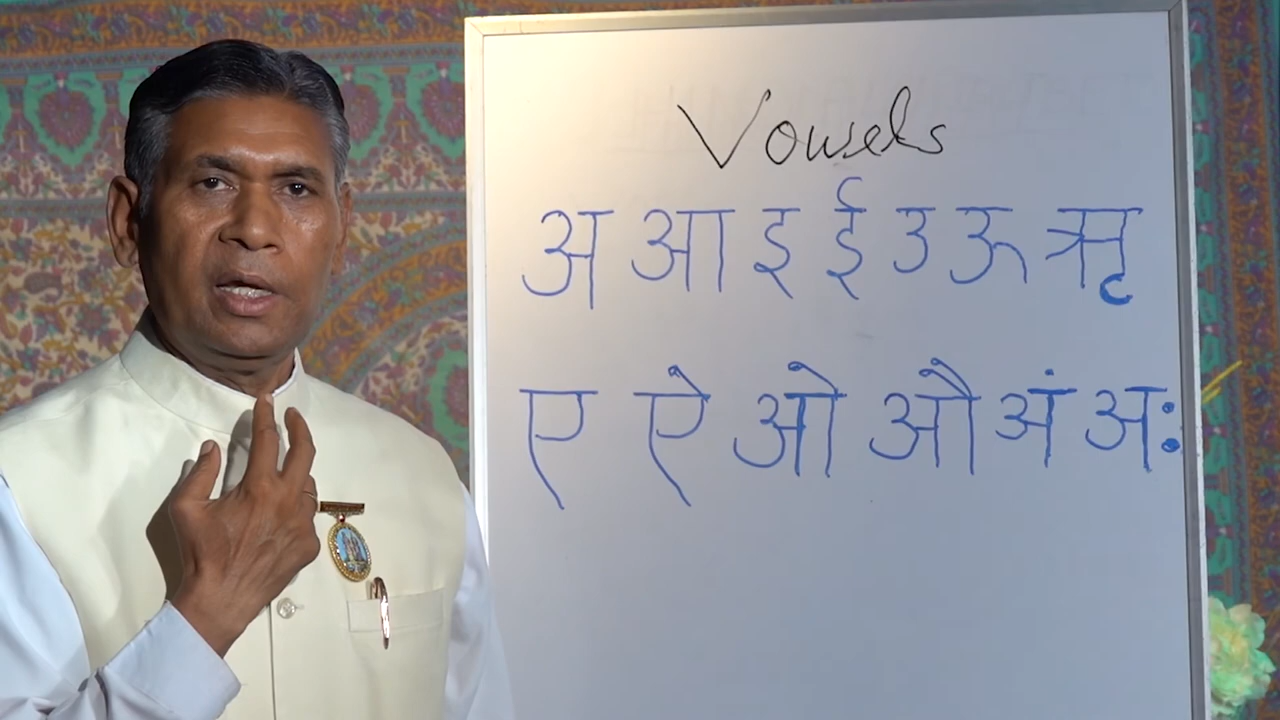 Vowels
अ आ इ ई उ ऊ ऋ
ए ऐ ओ औ अं अः